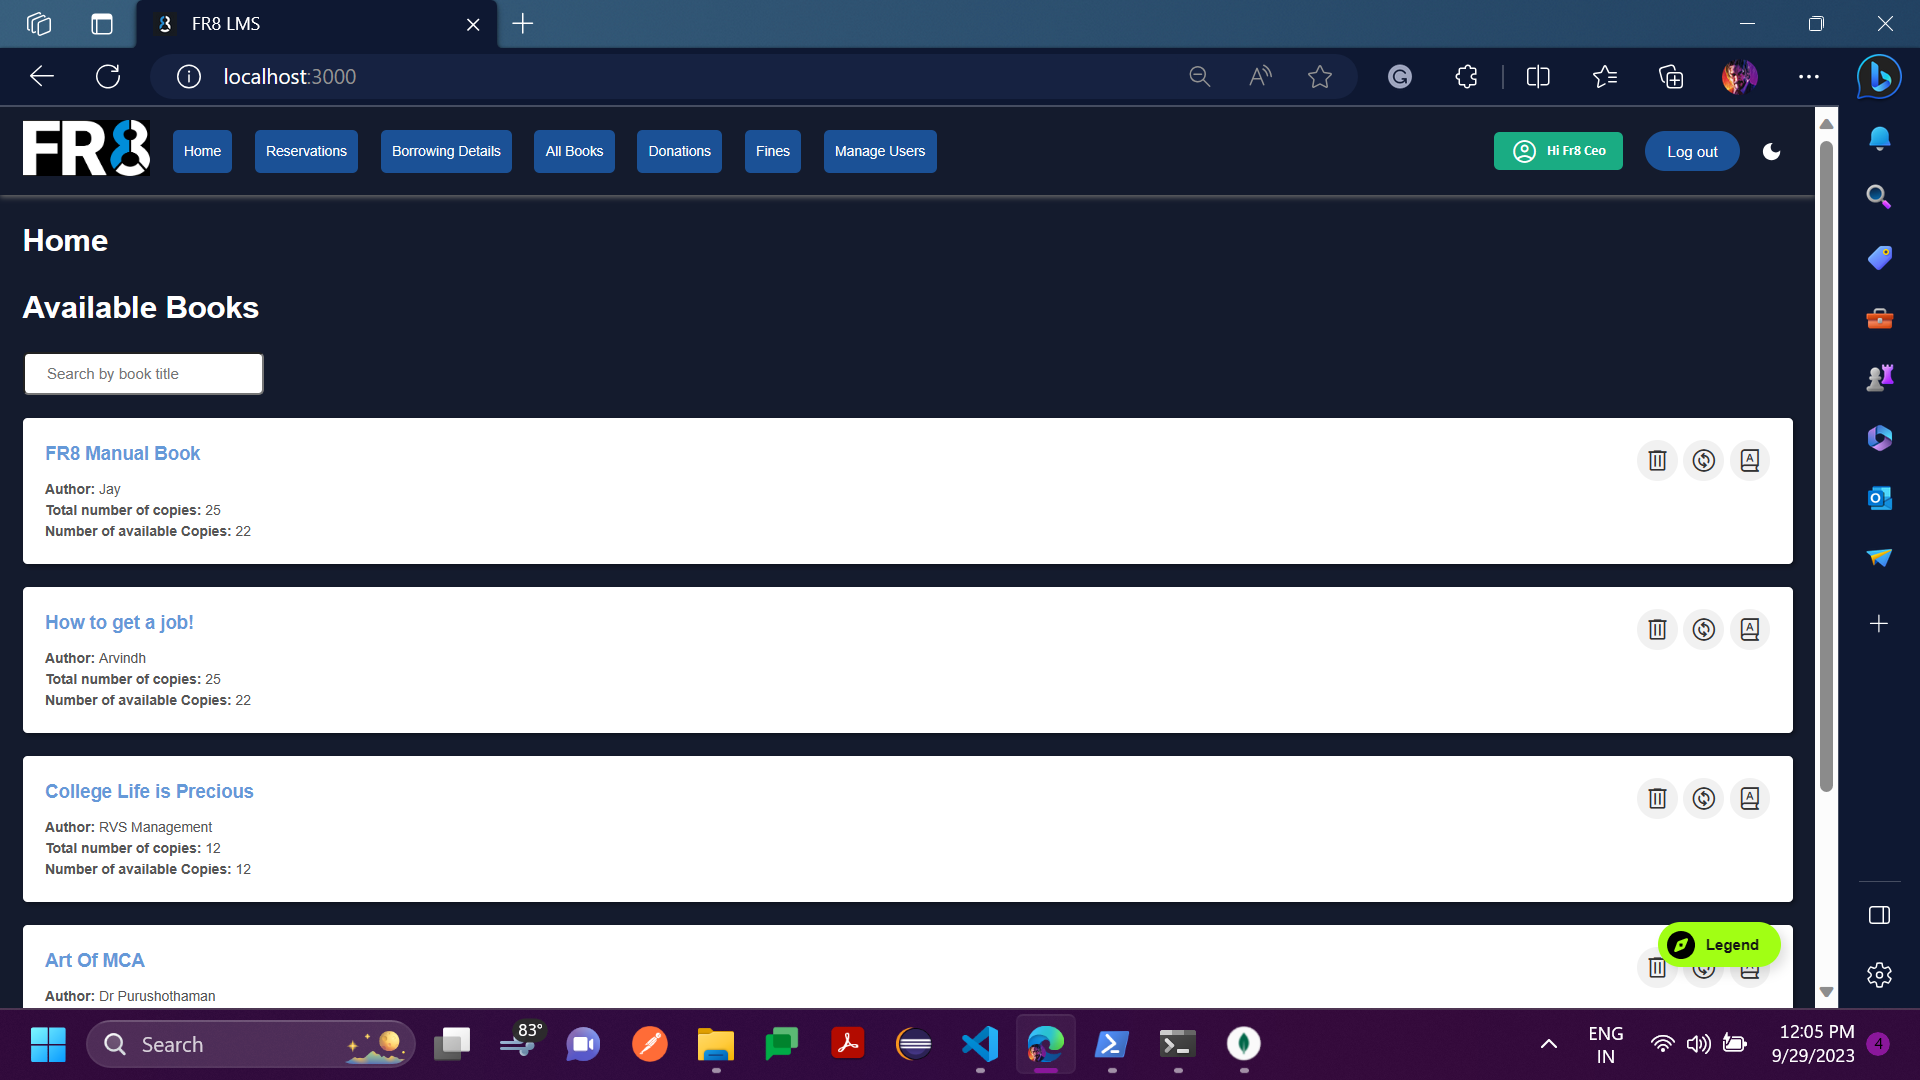 FR8 LMS
localhost:3000
FR8
Home
Reservations
Borrowing Details
All Books
Donations
Fines
Manage Users
Hi Fr8 Ceo
Log out
Home
Available Books
Search by book title
FR8 Manual Book
Author: Jay
Total number of copies: 25
Number of available Copies: 22
How to get a job!
Author: Arvindh
Total number of copies: 25
Number of available Copies: 22
College Life is Precious
Author: RVS Management
Total number of copies: 12
Number of available Copies: 12
Art Of MCA
Author: Dr Purushothaman
Legend
Search
83°
ENG
IN
12:05 PM
9/29/2023
4